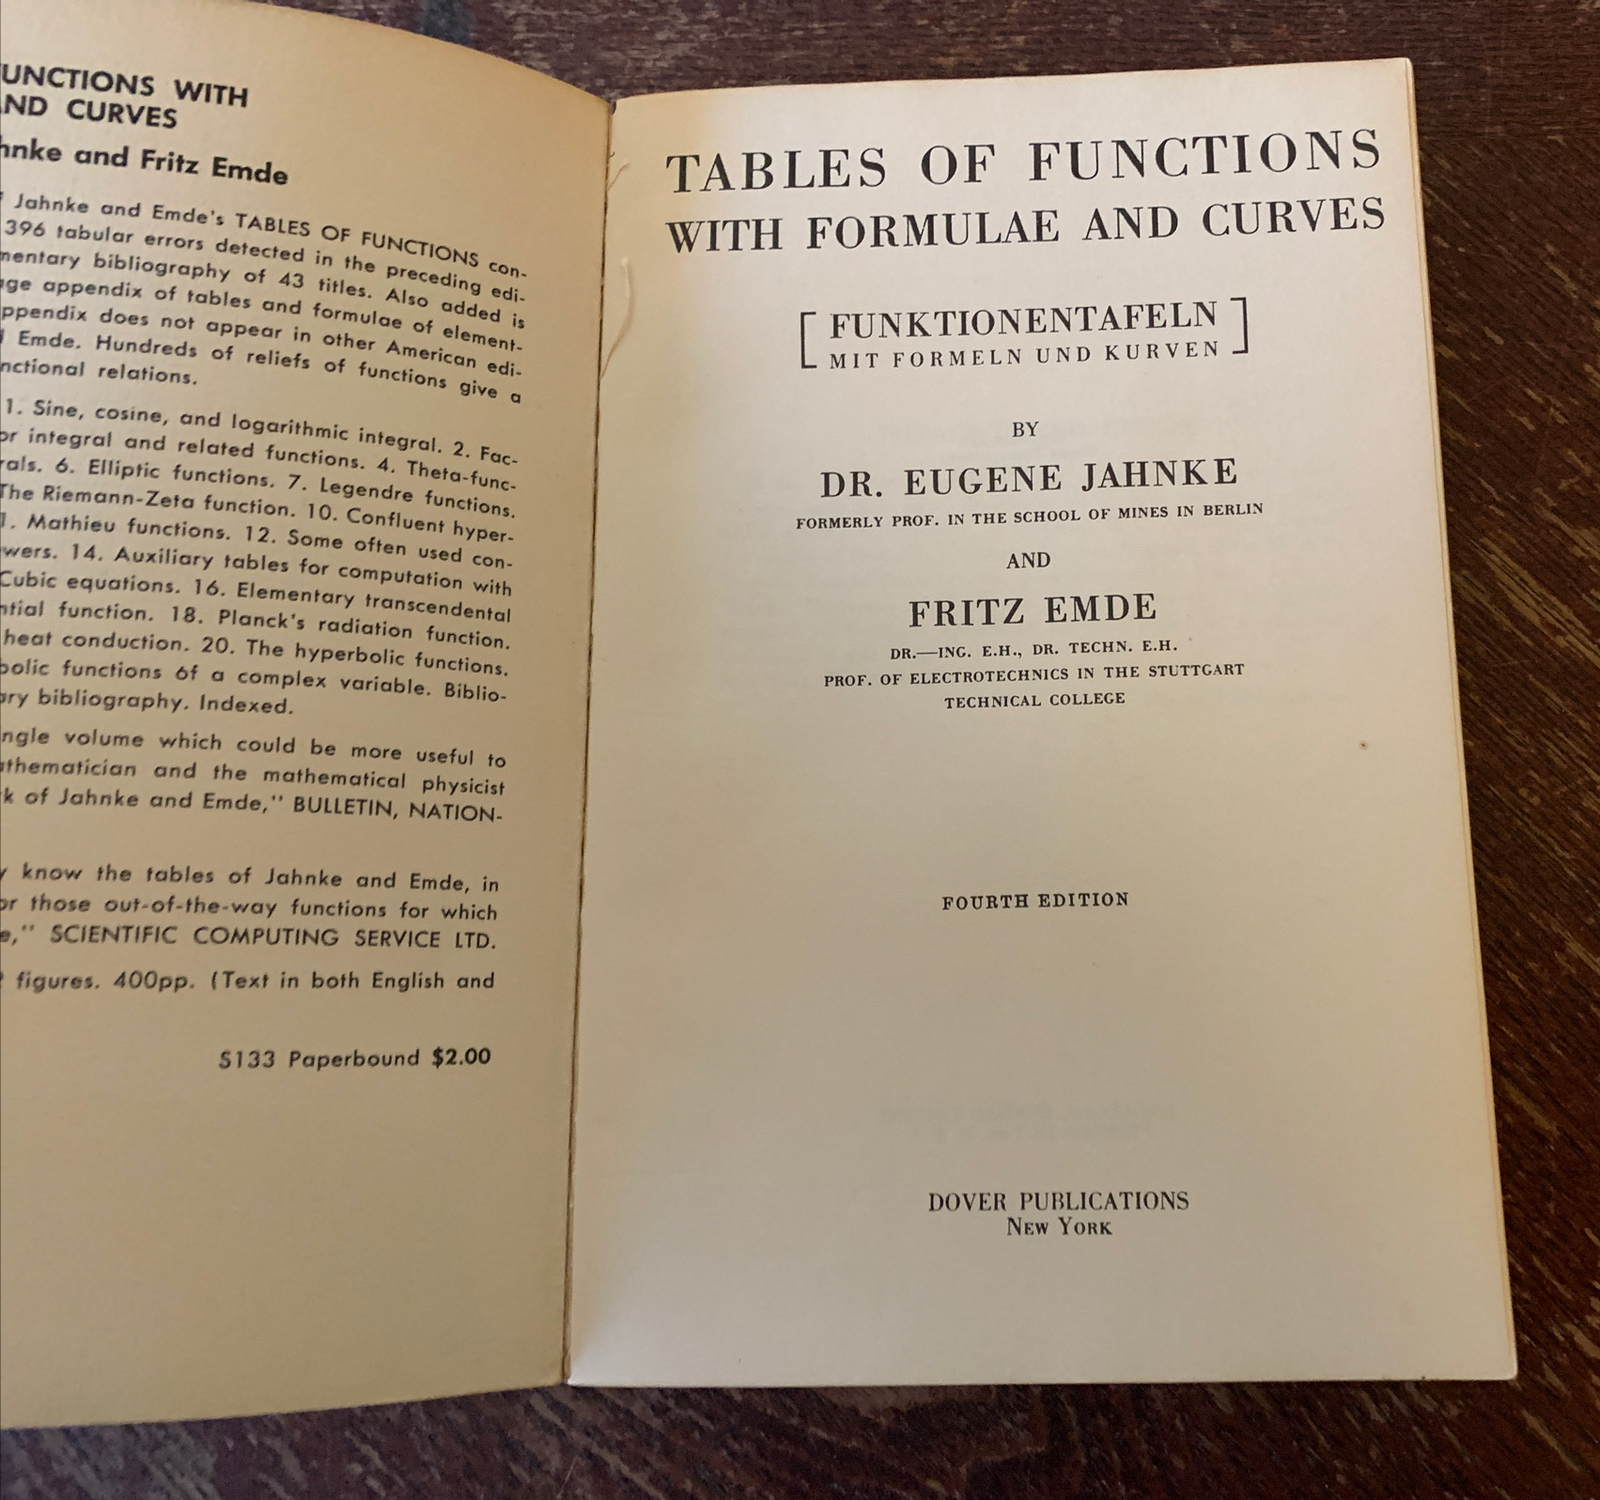 UNCTIONS WITH
AND CURVES
hnke and Fritz Emde
Jahnke and Emde's TABLES OF FUNCTIONS con-
396 tabular errors detected in the preceding edi-
mentary bibliography of 43 titles. Also added is
ge appendix of tables and formulae of element-
ppendix does not appear in other American edi-
Emde. Hundreds of reliefs of functions give a
nctional relations.
1. Sine, cosine, and logarithmic integral. 2. Fac-
or integral and related functions. 4. Theta-func-
rals. 6. Elliptic functions. 7. Legendre functions.
The Riemann-Zeta function. 10. Confluent hyper-
1. Mathieu functions. 12. Some often used con-
wers. 14. Auxiliary tables for computation with
Cubic equations. 16. Elementary transcendental
ntial function. 18. Planck's radiation function.
heat conduction. 20. The hyperbolic functions.
bolic functions of a complex variable. Biblio-
ary bibliography. Indexed.
ngle volume which could be more useful to
athematician and the mathematical physicist
k of Jahnke and Emde," BULLETIN, NATION-
y know the tables of Jahnke and Emde, in
or those out-of-the-way functions for which
e," SCIENTIFIC COMPUTING SERVICE LTD.
figures. 400pp. (Text in both English and
S133 Paperbound $2.00
TABLES OF FUNCTIONS
WITH FORMULAE AND CURVES
[FUNKTIONENTAFELN
MIT FORMELN UND KURVEN]
BY
DR. EUGENE JAHNKE
FORMERLY PROF. IN THE SCHOOL OF MINES IN BERLIN
AND
FRITZ EMDE
DR.—ING. E.H., DR. TECHN. E.H.
PROF. OF ELECTROTECHNICS IN THE STUTTGART
TECHNICAL COLLEGE
FOURTH EDITION
DOVER PUBLICATIONS
NEW YORK